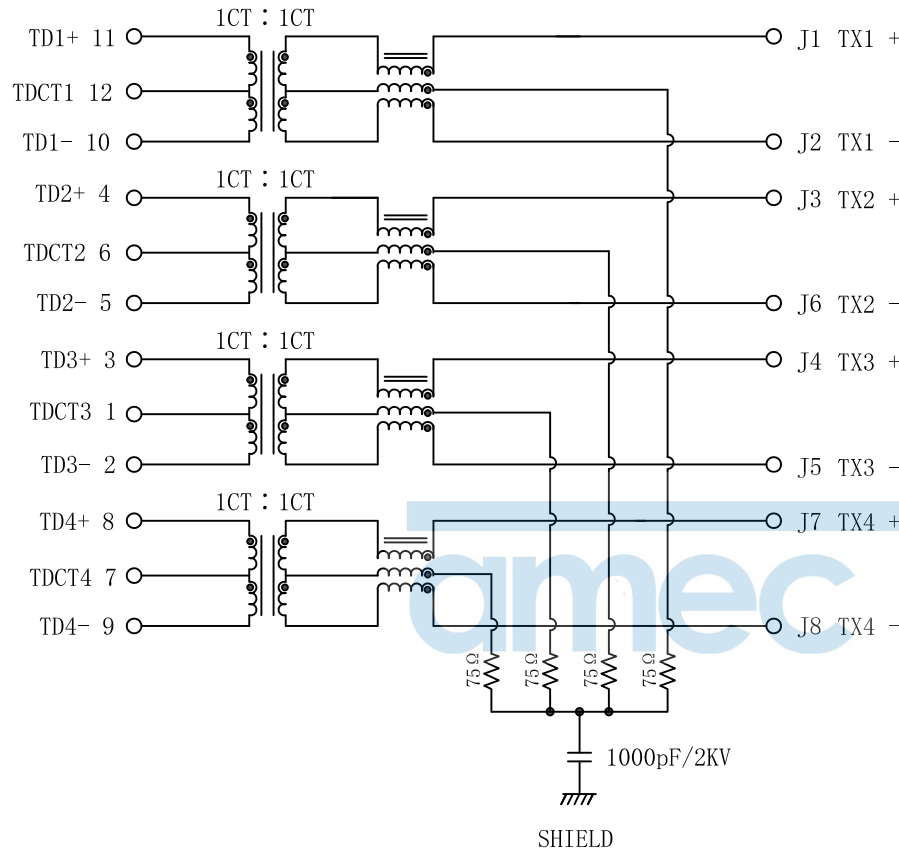 1CT : 1CT
TD1+ 11
J1 TX1 +
TDCT1 12
TD1- 10
J2 TX1 -
1CT : 1CT
TD2+ 4
J3 TX2 +
TDCT2 6
TD2- 5
J6 TX2 -
1CT : 1CT
TD3+ 3
J4 TX3 +
TDCT3 1
TD3- 2
J5 TX3 -
1CT : 1CT
TD4+ 8
J7 TX4 +
TDCT4 7
amec
TD4- 9
J8 TX4 -
75Ω
75Ω
75Ω
75Ω
1000pF/2KV
SHIELD